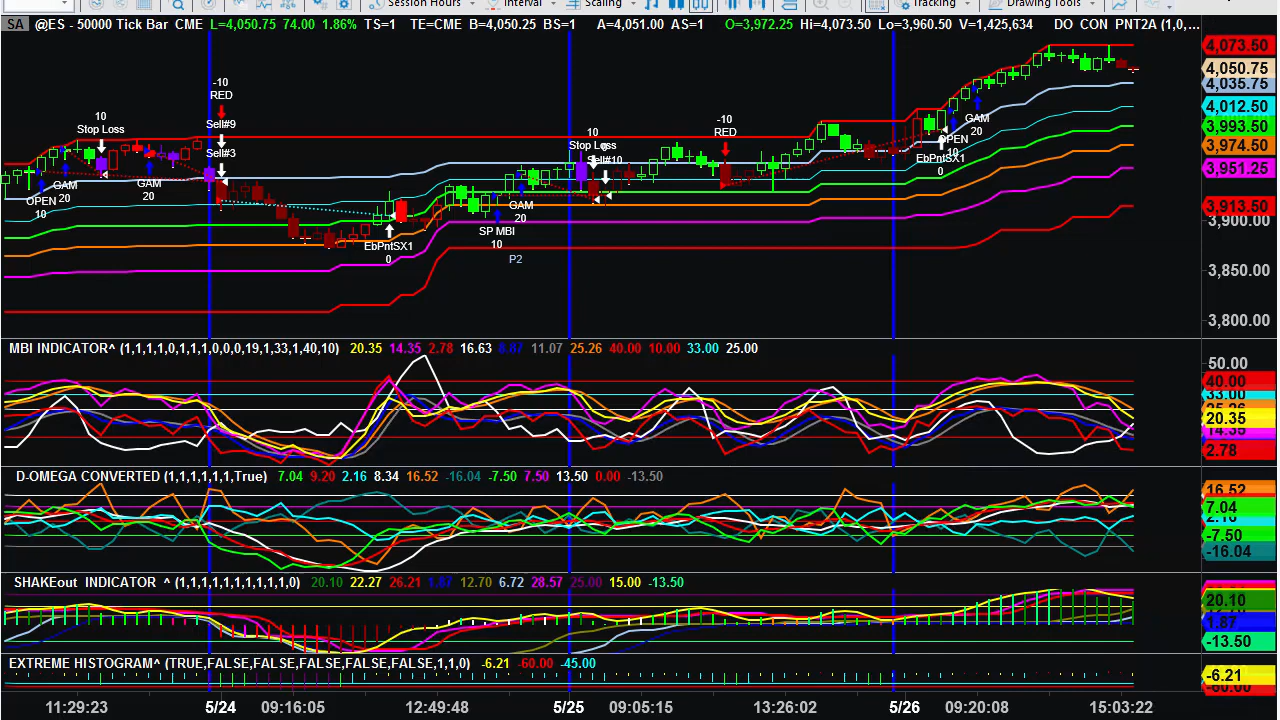 Session Hours Interval Scaling Tracking Drawing Tools
SA @ES - 50000 Tick Bar CME L=4,050.75 74.00 1.86% TS=1 TE=CME B=4,050.25 BS=1 A=4,051.00 AS=1 O=3,972.25 Hi=4,073.50 Lo=3,960.50 V=1,425,634 DO CON PNT2A (1,0,...
4,073.50
4,050.75
4,035.75
4,012.50
3,993.50
3,974.50
3,951.25
3,913.50
3,900.00
3,850.00
3,800.00
10
Stop Loss
OPEN
10
GAM
20
GAM
20
-10
RED
Sell#9
Sell#3
EbPntSX1
0
SP MBI
10
P2
GAM
20
10
Stop Loss
Sell#10
-10
RED
EbPntSX1
0
OPEN
10
GAM
20
MBI INDICATOR^ (1,1,1,1,0,1,1,1,0,0,0,19,1,33,1,40,10) 20.35 14.35 2.78 16.63 8.87 11.07 25.26 40.00 10.00 33.00 25.00
50.00
40.00
33.00
20.35
14.35
2.78
D-OMEGA CONVERTED (1,1,1,1,1,1,True) 7.04 9.20 2.16 8.34 16.52 -16.04 -7.50 7.50 13.50 0.00 -13.50
16.52
7.04
2.16
-7.50
-16.04
SHAKEout INDICATOR ^ (1,1,1,1,1,1,1,1,1,1,0) 20.10 22.27 26.21 1.87 12.70 6.72 28.57 25.00 15.00 -13.50
20.10
1.87
-13.50
EXTREME HISTOGRAM^ (TRUE,FALSE,FALSE,FALSE,FALSE,FALSE,1,1,0) -6.21 -60.00 -45.00
-6.21
-60.00
11:29:23 5/24 09:16:05 12:49:48 5/25 09:05:15 13:26:02 5/26 09:20:08 15:03:22